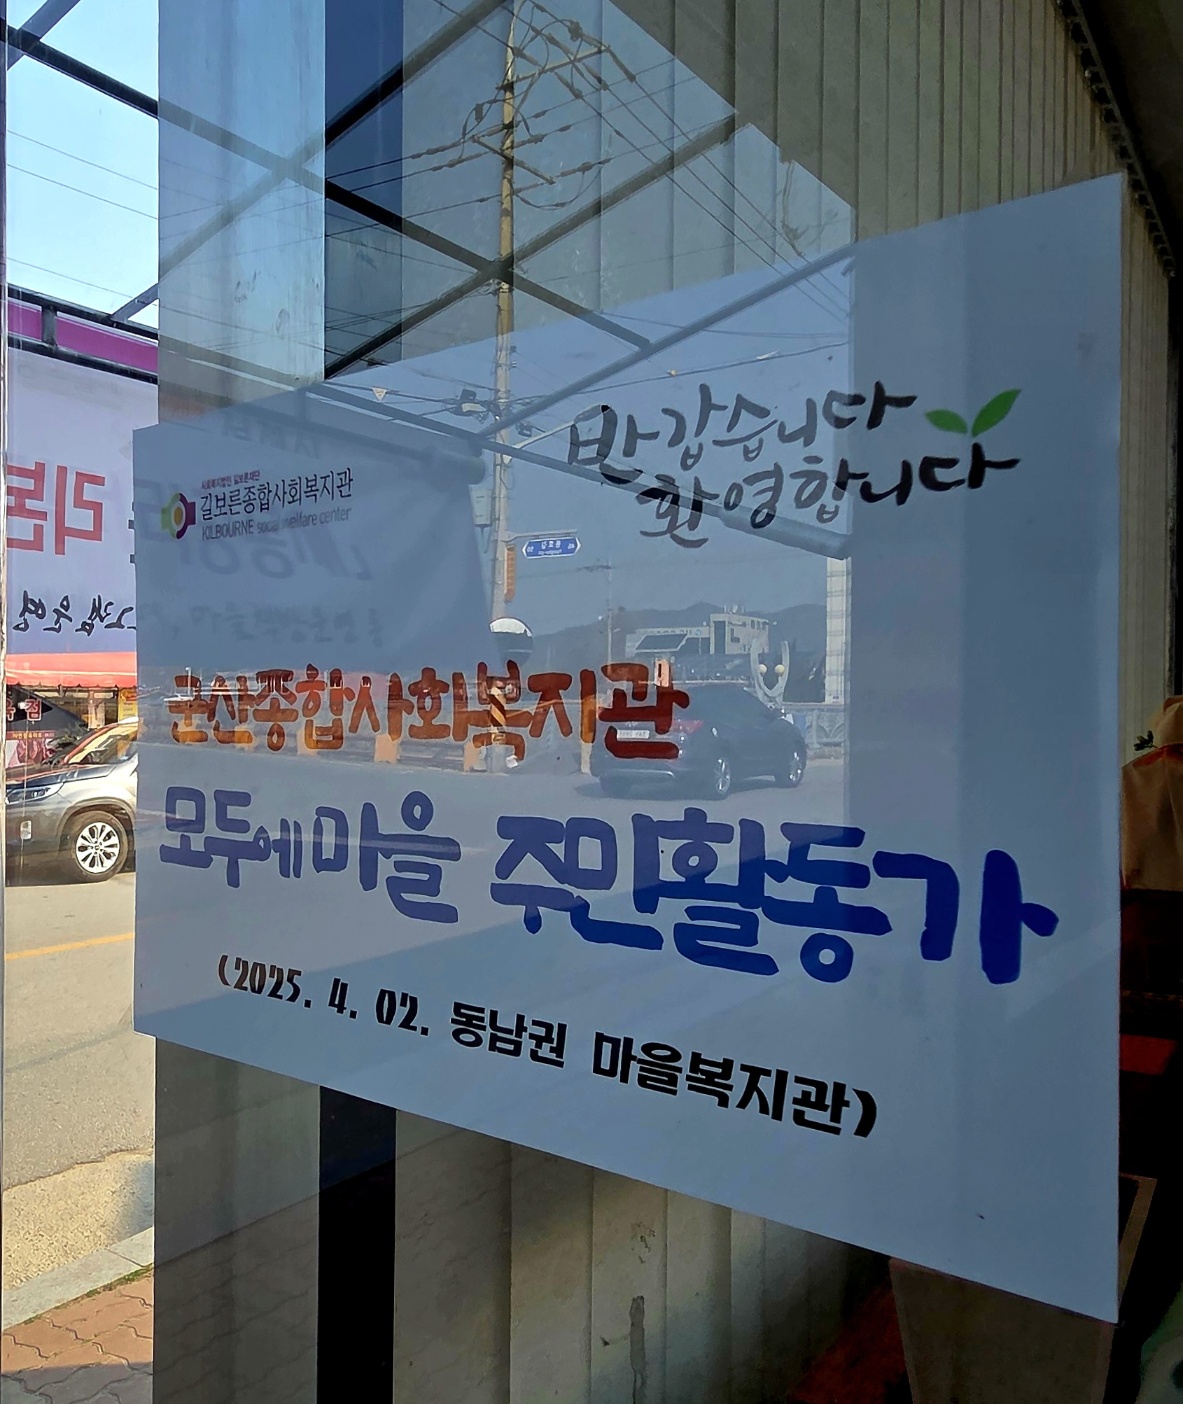 사회복지법인 길보른재단
길보른종합사회복지관
KILBOURNE social welfare center
반갑습니다
환영합니다
군산종합사회복지관
모두에마을 주민활동가
(2025. 4. 02. 동남권 마을복지관)